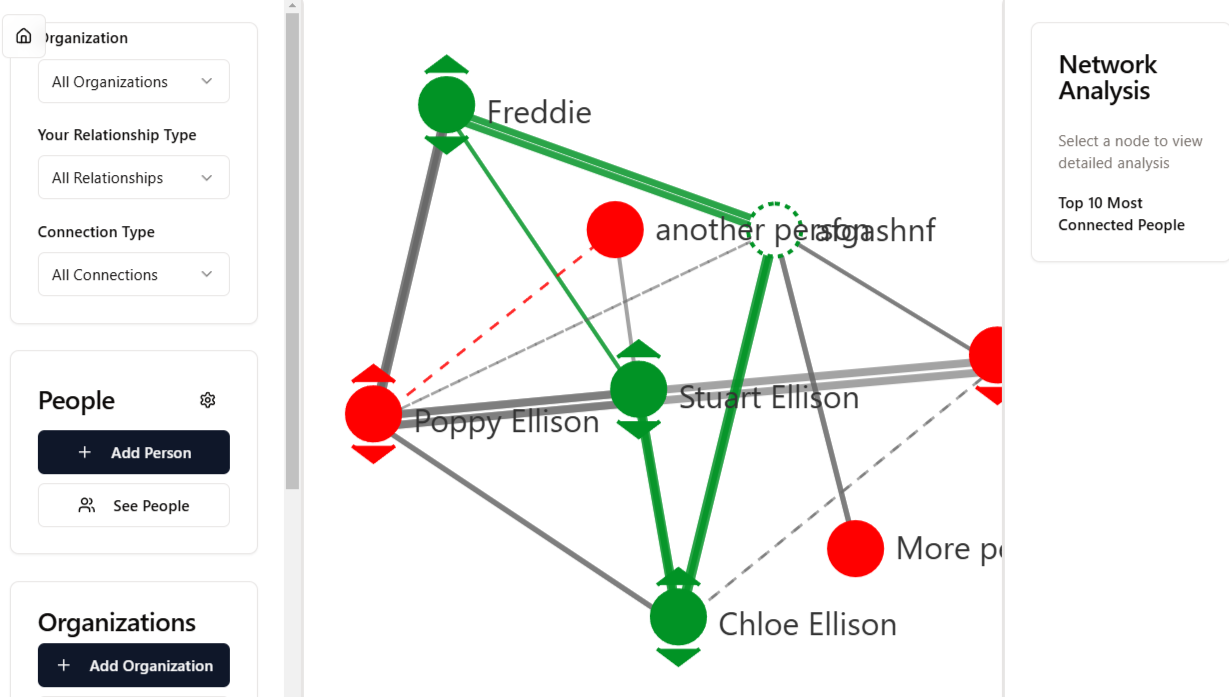 Organization
All Organizations
Your Relationship Type
All Relationships
Connection Type
All Connections
People
Add Person
See People
Organizations
Add Organization
Freddie
another person
afgashnf
Stuart Ellison
Poppy Ellison
More
Chloe Ellison
Network
Analysis
Select a node to view
detailed analysis
Top 10 Most
Connected People